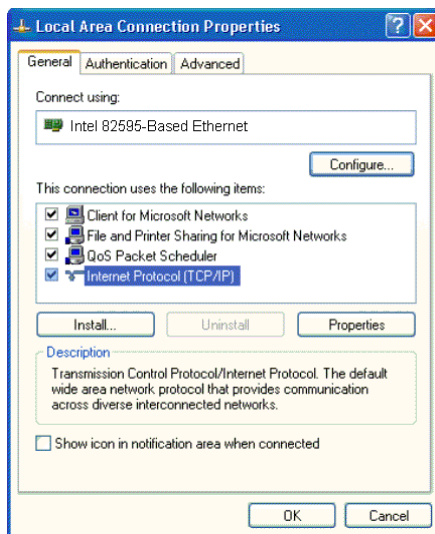 Local Area Connection Properties
General Authentication Advanced
Connect using:
Intel 82595-Based Ethernet
Configure...
This connection uses the following items:
Client for Microsoft Networks
File and Printer Sharing for Microsoft Networks
QoS Packet Scheduler
Internet Protocol (TCP/IP)
Install... Uninstall Properties
Description
Transmission Control Protocol/Internet Protocol. The default
wide area network protocol that provides communication
across diverse interconnected networks.
Show icon in notification area when connected
OK Cancel